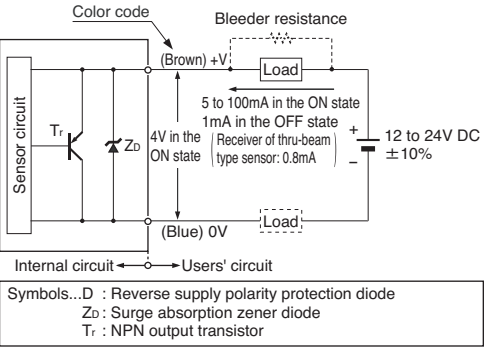 Color code
Bleeder resistance
(Brown) +V
Load
Sensor circuit
Tr
ZD
4V in the
ON state
5 to 100mA in the ON state
1mA in the OFF state
(Receiver of thru-beam
type sensor: 0.8mA)
+
−
12 to 24V DC
±10%
(Blue) 0V
Load
Internal circuit
Users' circuit
Symbols...D : Reverse supply polarity protection diode
ZD : Surge absorption zener diode
Tr : NPN output transistor